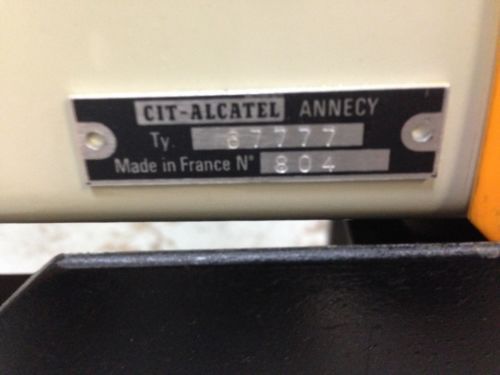 CIT-ALCATEL ANNECY
Ty. 67777
Made in France N° 804